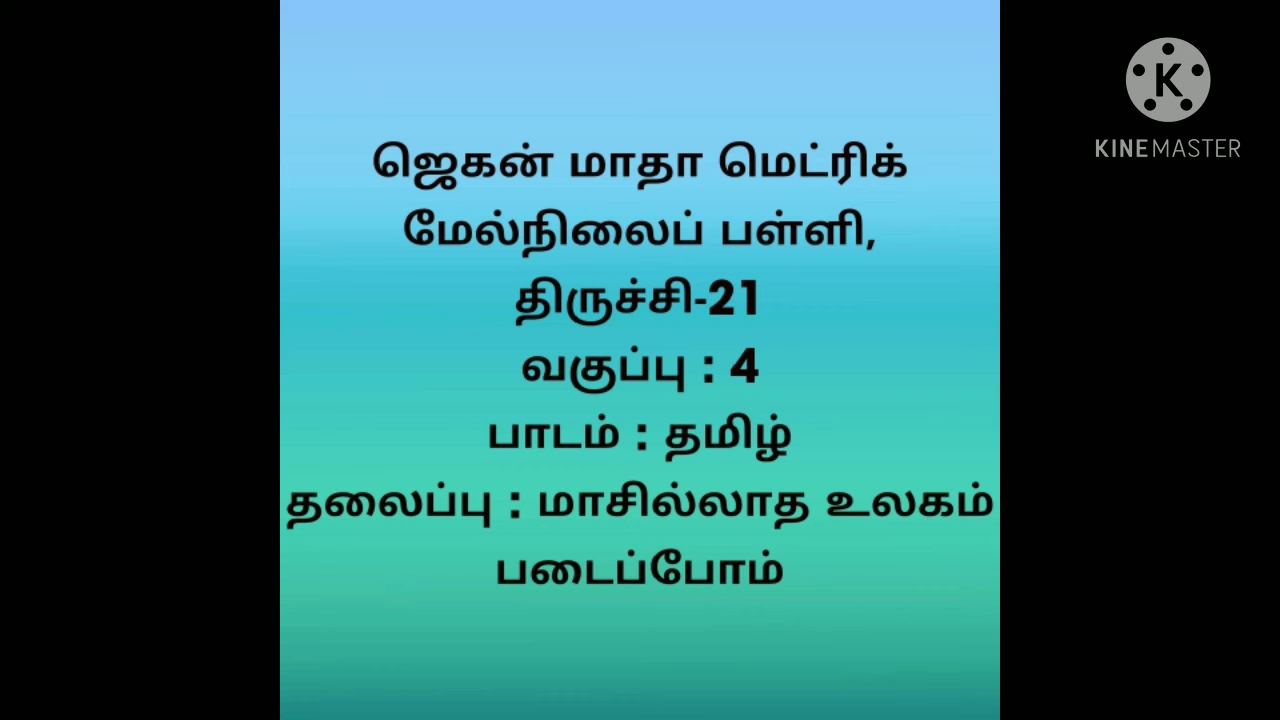 ஜெகன் மாதா மெட்ரிக்
மேல்நிலைப் பள்ளி,
திருச்சி-21
வகுப்பு : 4
பாடம் : தமிழ்
தலைப்பு : மாசில்லாத உலகம்
படைப்போம்
K
KINEMASTER